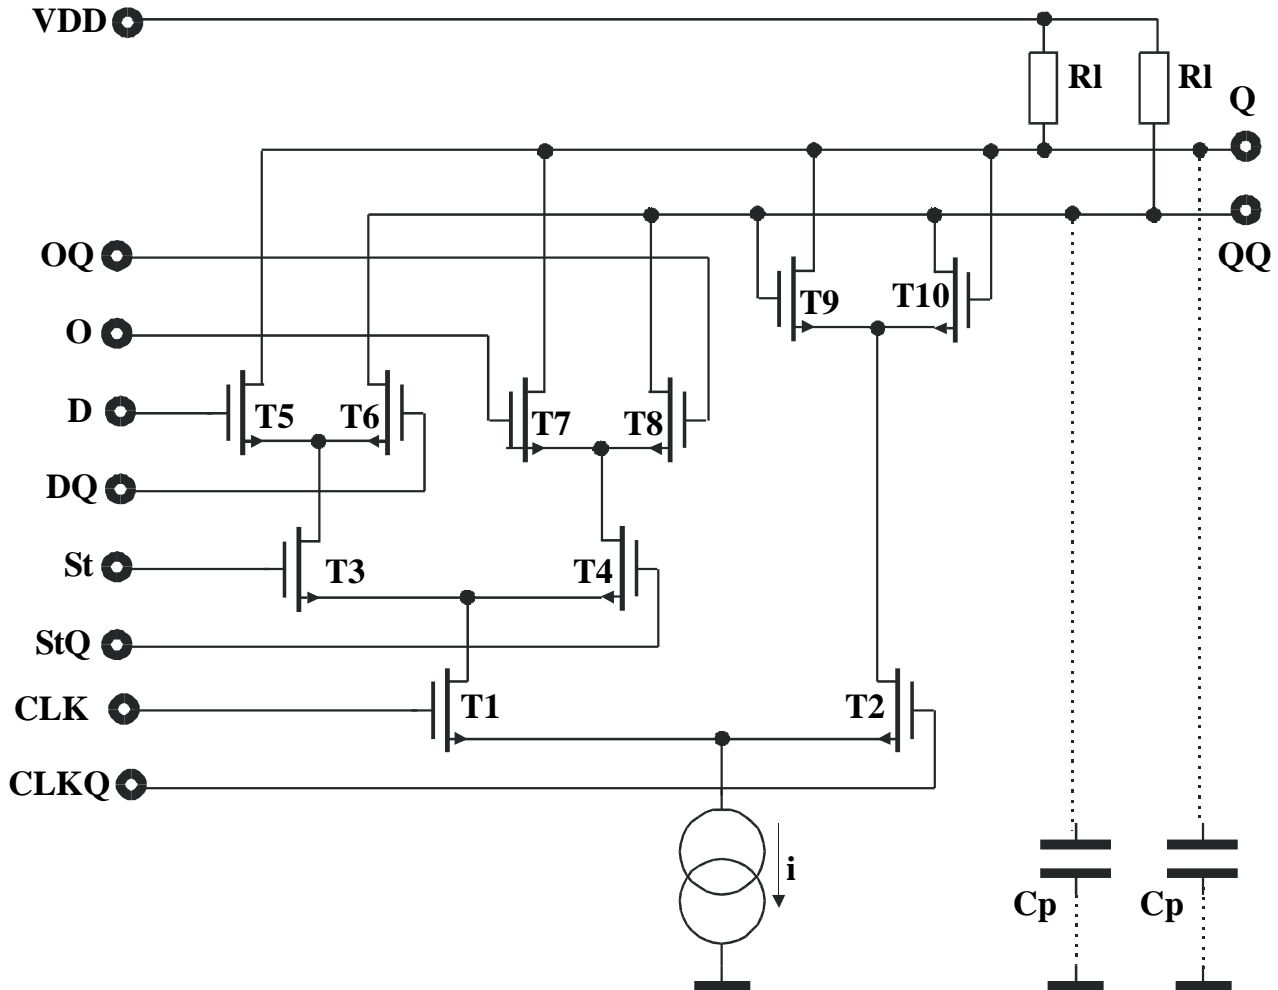 VDD
Rl Rl
Q
OQ
QQ
T9 T10
O
D
T5 T6 T7 T8
DQ
St
T3 T4
StQ
CLK
T1 T2
CLKQ
i
Cp Cp